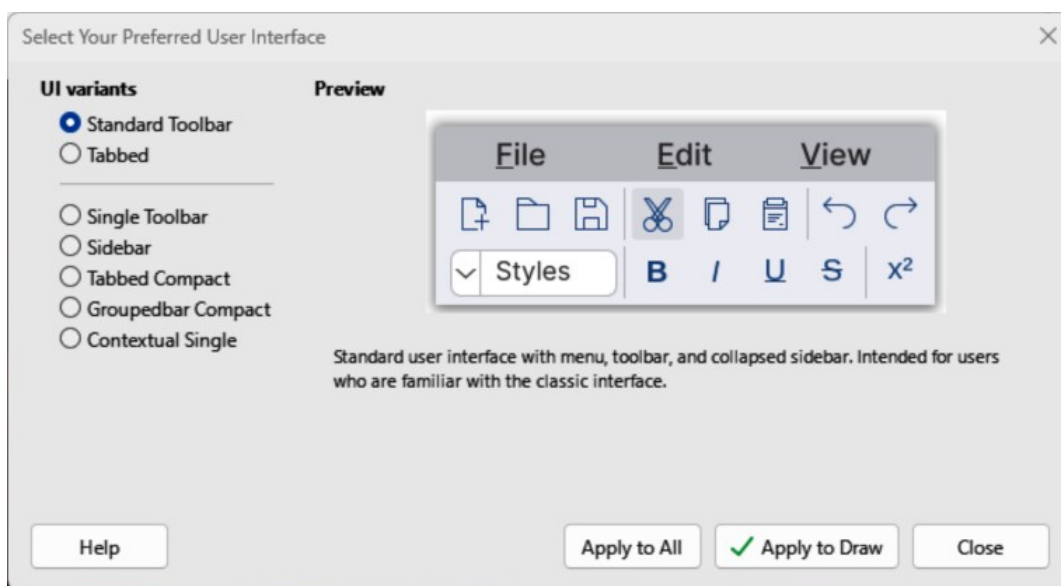 Select Your Preferred User Interface
UI variants
Standard Toolbar
Tabbed
Single Toolbar
Sidebar
Tabbed Compact
Groupedbar Compact
Contextual Single
Preview
File Edit View
Styles B I U S X²
Standard user interface with menu, toolbar, and collapsed sidebar. Intended for users
who are familiar with the classic interface.
Help Apply to All Apply to Draw Close